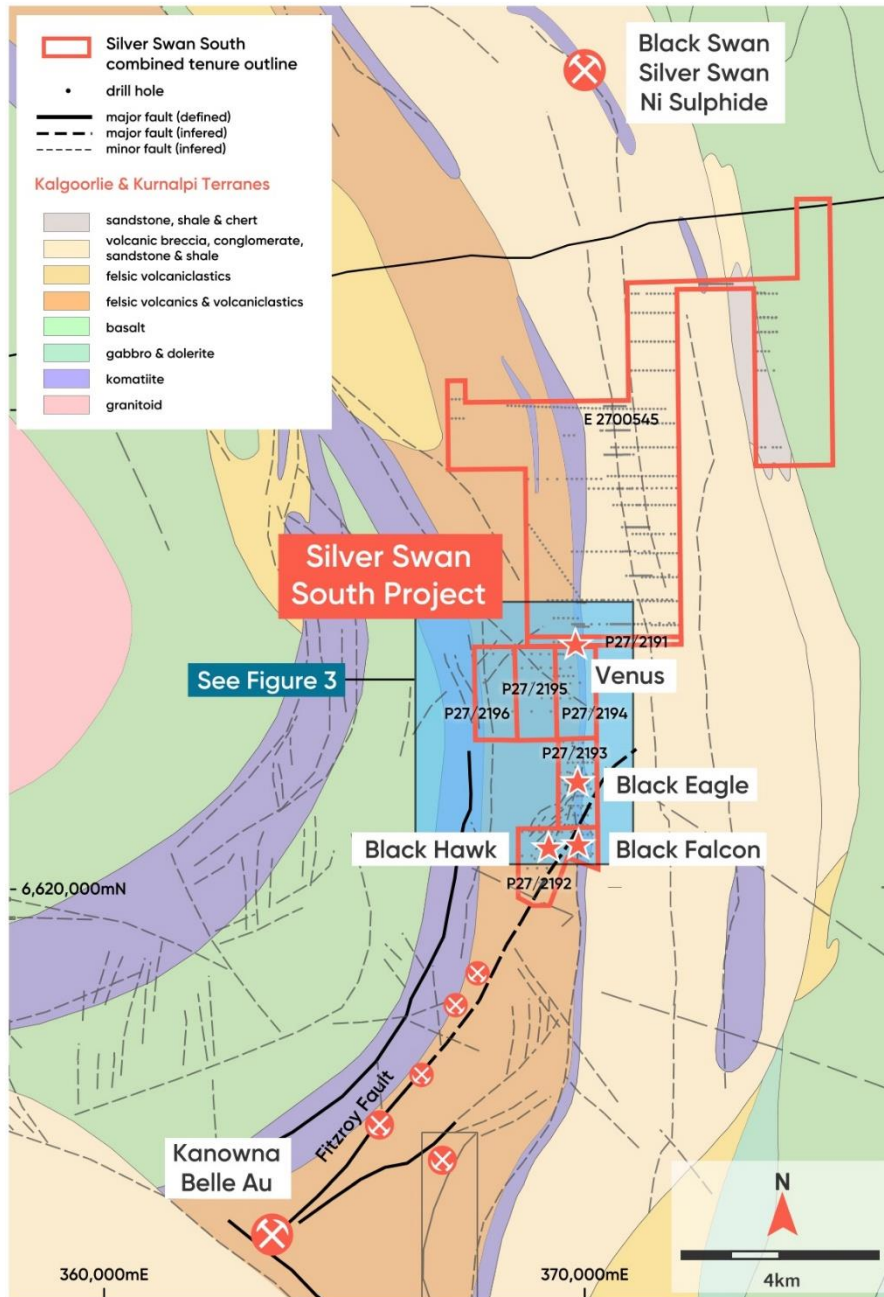 Silver Swan South
combined tenure outline
drill hole
major fault (defined)
major fault (infered)
minor fault (infered)
Kalgoorlie & Kurnalpi Terranes
sandstone, shale & chert
volcanic breccia, conglomerate,
sandstone & shale
felsic volcaniclastics
felsic volcanics & volcaniclastics
basalt
gabbro & dolerite
komatiite
granitoid
Black Swan
Silver Swan
Ni Sulphide
E 2700545
Silver Swan
South Project
P27/2191
See Figure 3
Venus
P27/2195
P27/2196
P27/2194
P27/2193
Black Eagle
Black Hawk
Black Falcon
P27/2192
6,620,000mN
Fitzroy Fault
Kanowna
Belle Au
N
4km
360,000mE
370,000mE